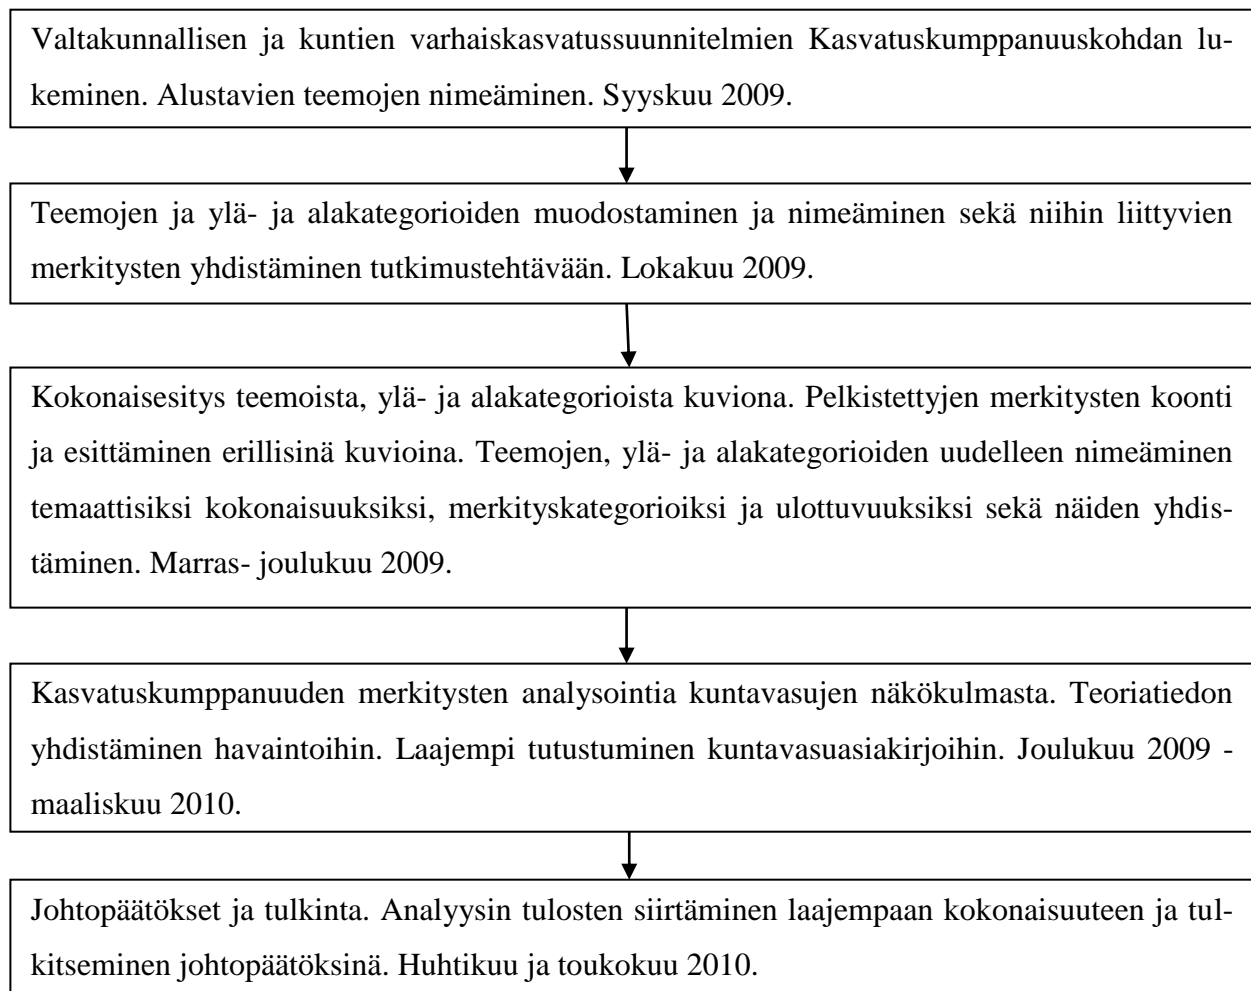 Valtakunnallisen ja kuntien varhaiskasvatussuunnitelmien Kasvatuskumppanuuskohdan lu-
keminen. Alustavien teemojen nimeäminen. Syyskuu 2009.
Teemojen ja ylä- ja alakategorioiden muodostaminen ja nimeäminen sekä niihin liittyvien
merkitysten yhdistäminen tutkimustehtävään. Lokakuu 2009.
Kokonaisesitys teemoista, ylä- ja alakategorioista kuviona. Pelkistettyjen merkitysten koonti
ja esittäminen erillisinä kuvioina. Teemojen, ylä- ja alakategorioiden uudelleen nimeäminen
temaattisiksi kokonaisuuksiksi, merkityskategorioiksi ja ulottuvuuksiksi sekä näiden yhdis-
täminen. Marras- joulukuu 2009.
Kasvatuskumppanuuden merkitysten analysointia kuntavasujen näkökulmasta. Teoriatiedon
yhdistäminen havaintoihin. Laajempi tutustuminen kuntavasuasiakirjoihin. Joulukuu 2009 -
maaliskuu 2010.
Johtopäätökset ja tulkinta. Analyysin tulosten siirtäminen laajempaan kokonaisuuteen ja tul-
kitseminen johtopäätöksinä. Huhtikuu ja toukokuu 2010.